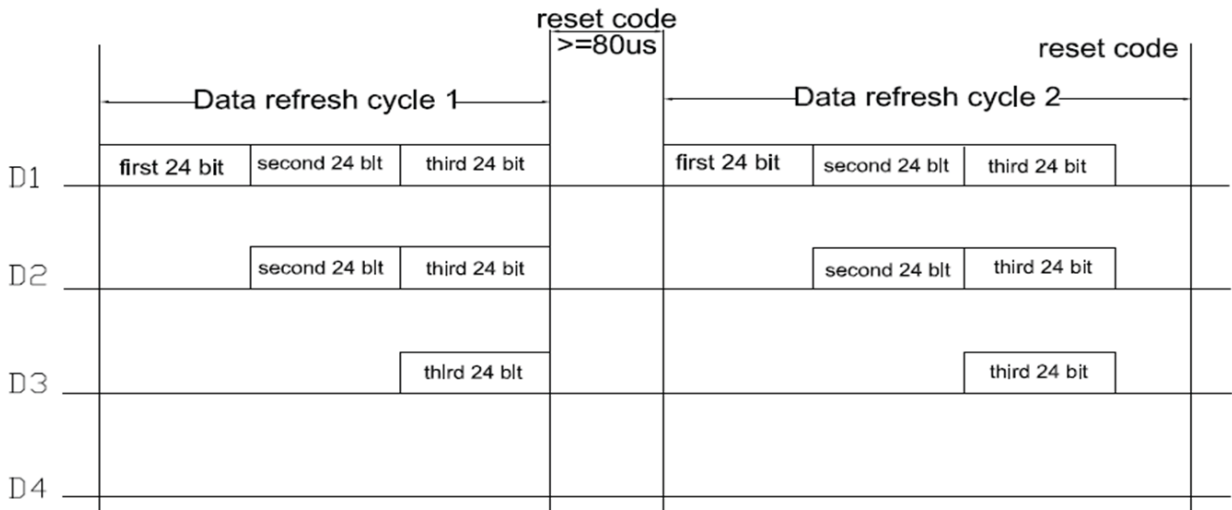 reset code
>=80us
reset code
Data refresh cycle 1
Data refresh cycle 2
D1
first 24 bit
second 24 blt
third 24 bit
first 24 bit
second 24 blt
third 24 bit
D2
second 24 blt
third 24 bit
second 24 blt
third 24 bit
D3
thlrd 24 blt
third 24 bit
D4